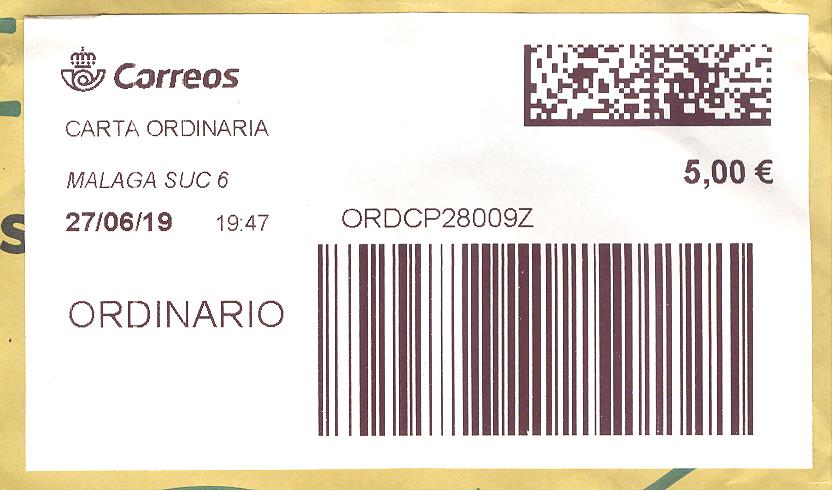 Correos
CARTA ORDINARIA
5,00 €
MALAGA SUC 6
27/06/19 19:47 ORDCP28009Z
ORDINARIO
s